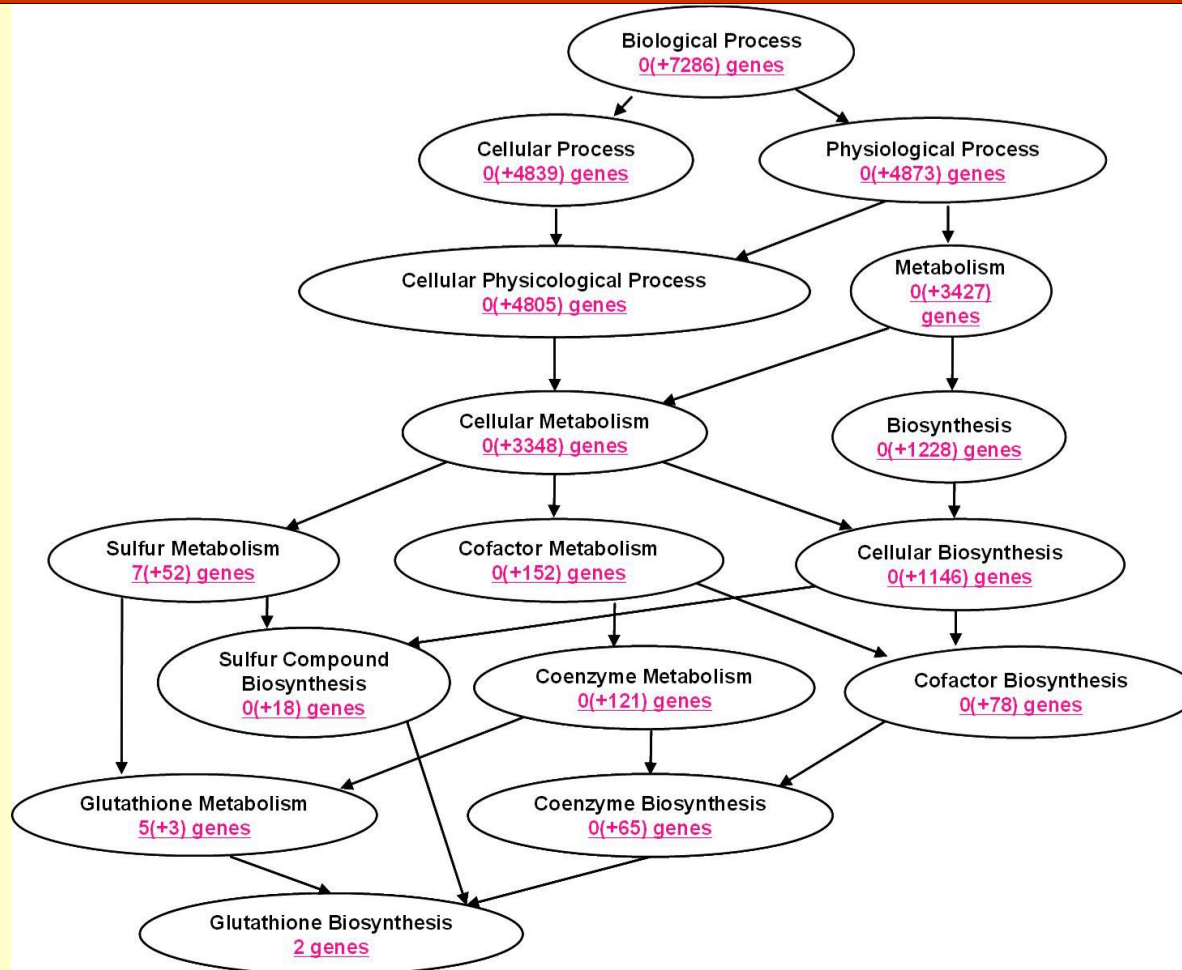 Biological Process
0(+7286) genes
Cellular Process
0(+4839) genes
Physiological Process
0(+4873) genes
Cellular Physicological Process
0(+4805) genes
Metabolism
0(+3427)
genes
Cellular Metabolism
0(+3348) genes
Biosynthesis
0(+1228) genes
Sulfur Metabolism
7(+52) genes
Cofactor Metabolism
0(+152) genes
Cellular Biosynthesis
0(+1146) genes
Sulfur Compound
Biosynthesis
0(+18) genes
Coenzyme Metabolism
0(+121) genes
Cofactor Biosynthesis
0(+78) genes
Glutathione Metabolism
5(+3) genes
Coenzyme Biosynthesis
0(+65) genes
Glutathione Biosynthesis
2 genes